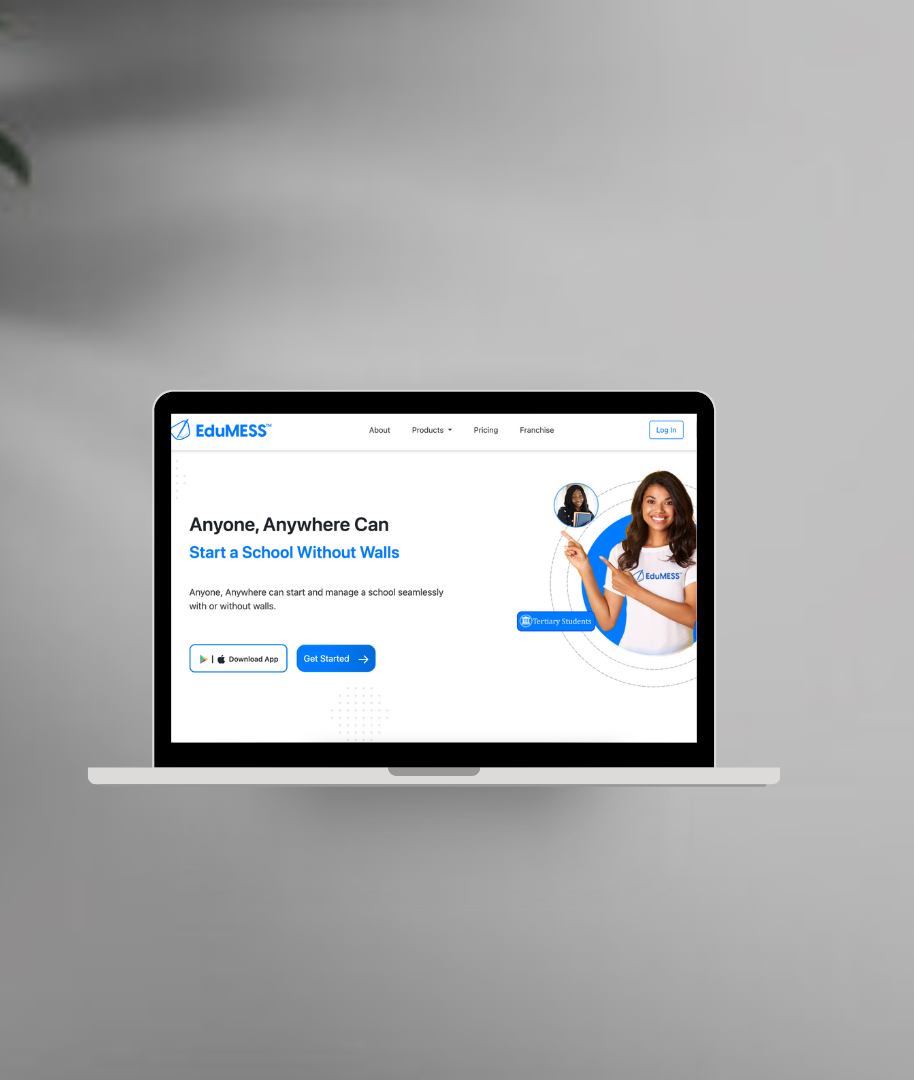 EduMESS™
About Products Pricing Franchise Log In
Anyone, Anywhere Can
Start a School Without Walls
Anyone, Anywhere can start and manage a school seamlessly
with or without walls.
Download App Get Started
EduMESS™
Tertiary Students